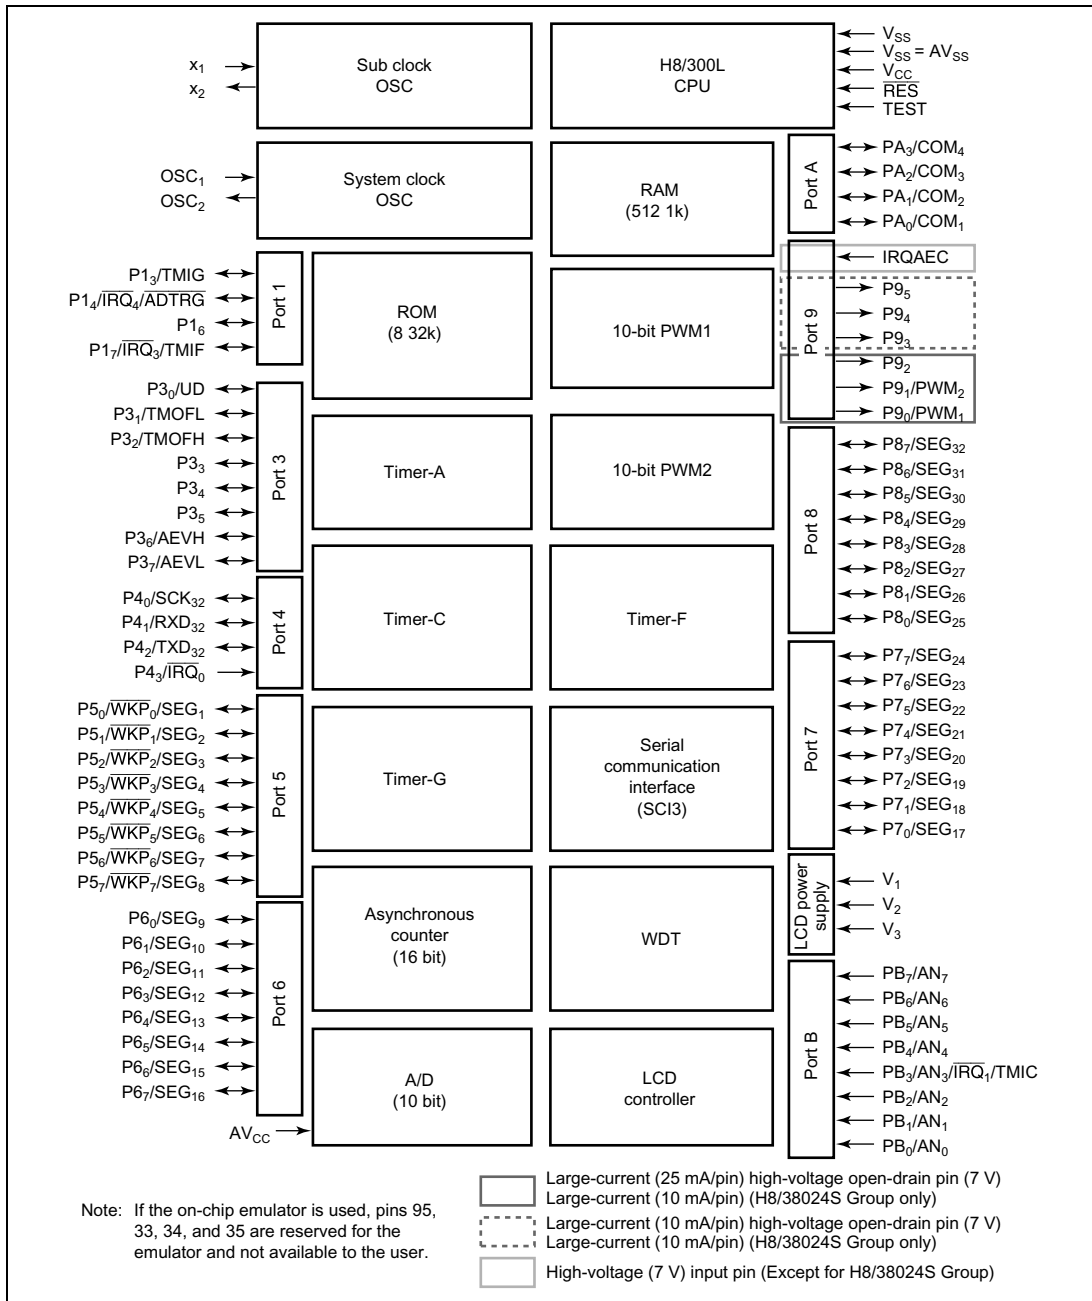 x1
x2
Sub clock
OSC
H8/300L
CPU
VSS
VSS = AVSS
VCC
RES
TEST
OSC1
OSC2
System clock
OSC
RAM
(512 1k)
Port A
PA3/COM4
PA2/COM3
PA1/COM2
PA0/COM1
P13/TMIG
P14/IRQ4/ADTRG
P16
P17/IRQ3/TMIF
Port 1
ROM
(8 32k)
10-bit PWM1
Port 9
IRQAEC
P95
P94
P93
P92
P91/PWM2
P90/PWM1
P30/UD
P31/TMOFL
P32/TMOFH
P33
P34
P35
P36/AEVH
P37/AEVL
Port 3
Timer-A
10-bit PWM2
Port 8
P87/SEG32
P86/SEG31
P85/SEG30
P84/SEG29
P83/SEG28
P82/SEG27
P81/SEG26
P80/SEG25
P40/SCK32
P41/RXD32
P42/TXD32
P43/IRQ0
Port 4
Timer-C
Timer-F
Port 7
P77/SEG24
P76/SEG23
P75/SEG22
P74/SEG21
P73/SEG20
P72/SEG19
P71/SEG18
P70/SEG17
P50/WKP0/SEG1
P51/WKP1/SEG2
P52/WKP2/SEG3
P53/WKP3/SEG4
P54/WKP4/SEG5
P55/WKP5/SEG6
P56/WKP6/SEG7
P57/WKP7/SEG8
Port 5
Timer-G
Serial
communication
interface
(SCI3)
LCD power
supply
V1
V2
V3
P60/SEG9
P61/SEG10
P62/SEG11
P63/SEG12
P64/SEG13
P65/SEG14
P66/SEG15
P67/SEG16
Port 6
Asynchronous
counter
(16 bit)
WDT
Port B
PB7/AN7
PB6/AN6
PB5/AN5
PB4/AN4
PB3/AN3/IRQ1/TMIC
PB2/AN2
PB1/AN1
PB0/AN0
AVCC
A/D
(10 bit)
LCD
controller
Note: If the on-chip emulator is used, pins 95,
33, 34, and 35 are reserved for the
emulator and not available to the user.
Large-current (25 mA/pin) high-voltage open-drain pin (7 V)
Large-current (10 mA/pin) (H8/38024S Group only)
Large-current (10 mA/pin) high-voltage open-drain pin (7 V)
Large-current (10 mA/pin) (H8/38024S Group only)
High-voltage (7 V) input pin (Except for H8/38024S Group)